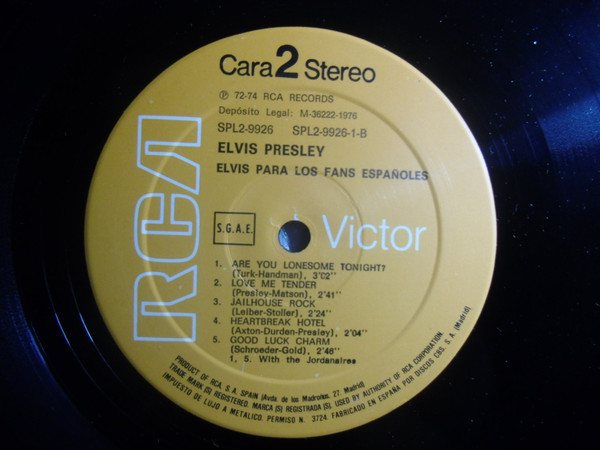 Cara 2 Stereo
℗ 72-74 RCA RECORDS
Depósito Legal: M-36222-1976
SPL2-9926 SPL2-9926-1-B
ELVIS PRESLEY
ELVIS PARA LOS FANS ESPAÑOLES
RCA
S.G.A.E.
Victor
1. ARE YOU LONESOME TONIGHT?
(Turk-Handman), 3'02"
2. LOVE ME TENDER
(Presley-Matson), 2'41"
3. JAILHOUSE ROCK
(Leiber-Stoller), 2'24"
4. HEARTBREAK HOTEL
(Axton-Durden-Presley), 2'04"
5. GOOD LUCK CHARM
(Schroeder-Gold), 2'46"
1, 5. With the Jordanaires
PRODUCT OF RCA, S.A. SPAIN (Avda. de los Madroños, 27. Madrid)
TRADE MARK (S) REGISTERED. MARCA (S) REGISTRADA (S). USED BY AUTHORITY OF RCA CORPORATION.
IMPUESTO DE LUJO A METALICO. PERMISO N. 3724. FABRICADO EN ESPAÑA POR DISCOS CBS, S.A. (Madrid)